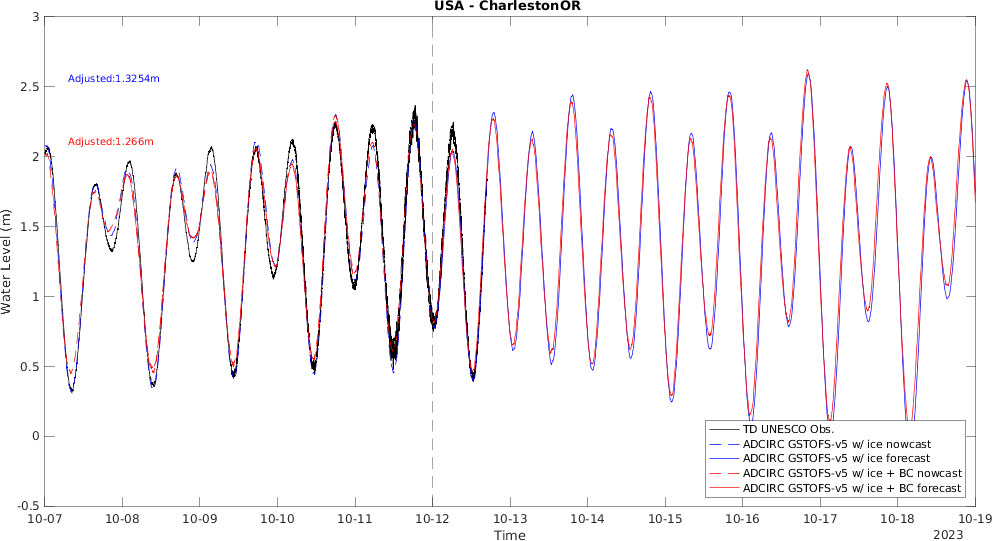 USA - CharlestonOR
Adjusted:1.3254m
Adjusted:1.266m
Water Level (m)
3
2.5
2
1.5
1
0.5
0
-0.5
TD UNESCO Obs.
ADCIRC GSTOFS-v5 w/ ice nowcast
ADCIRC GSTOFS-v5 w/ ice forecast
ADCIRC GSTOFS-v5 w/ ice + BC nowcast
ADCIRC GSTOFS-v5 w/ ice + BC forecast
10-07 10-08 10-09 10-10 10-11 10-12 10-13 10-14 10-15 10-16 10-17 10-18 10-19
Time
2023